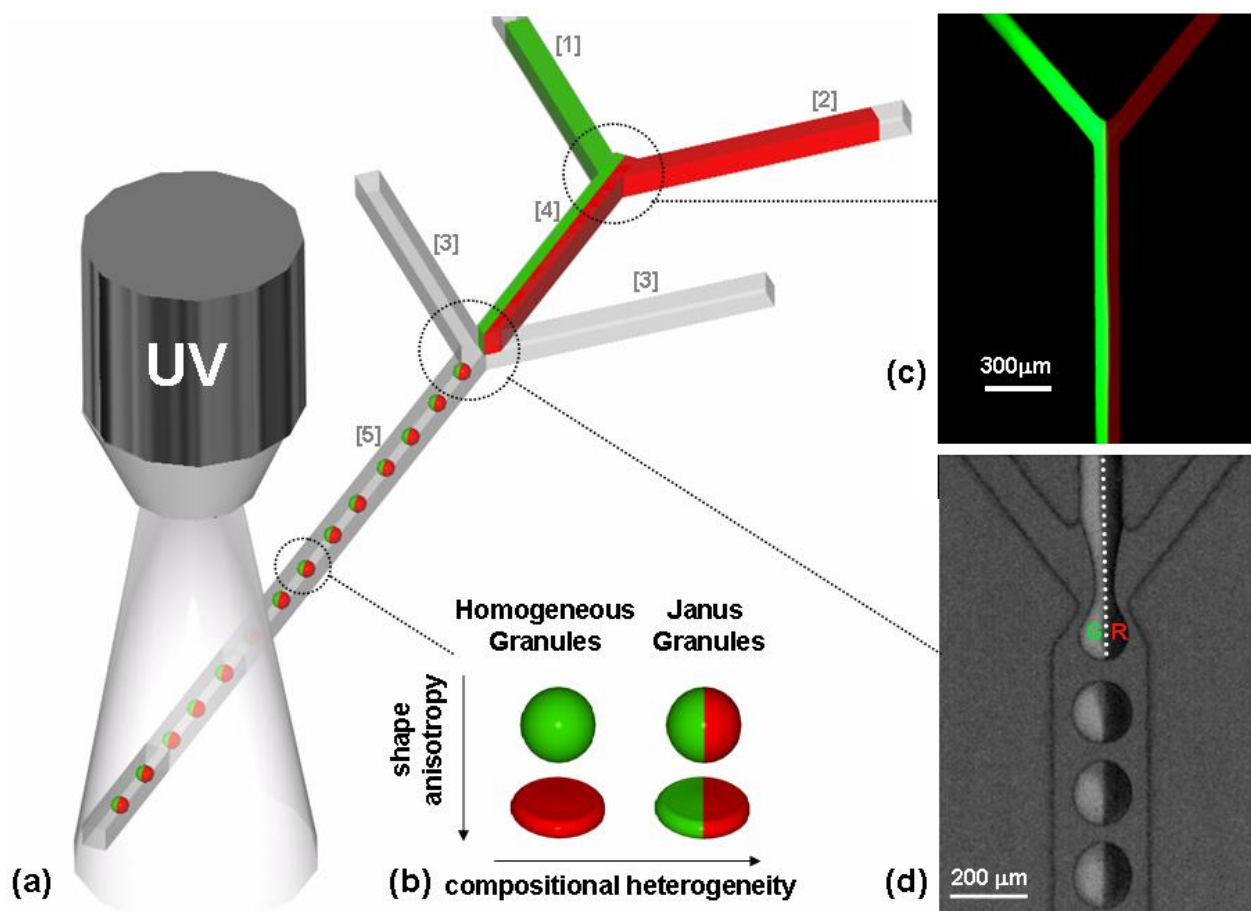 [1]
[2]
[3]
[4]
[3]
[5]
UV
(a)
Homogeneous Granules
Janus Granules
shape anisotropy
compositional heterogeneity
(b)
300μm
(c)
G R
200 μm
(d)